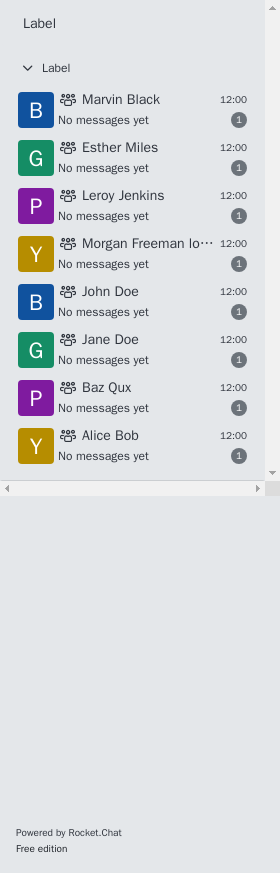 Label
Label
B Marvin Black 12:00
No messages yet 1
G Esther Miles 12:00
No messages yet 1
P Leroy Jenkins 12:00
No messages yet 1
Y Morgan Freeman lo··· 12:00
No messages yet 1
B John Doe 12:00
No messages yet 1
G Jane Doe 12:00
No messages yet 1
P Baz Qux 12:00
No messages yet 1
Y Alice Bob 12:00
No messages yet 1
Powered by Rocket.Chat
Free edition